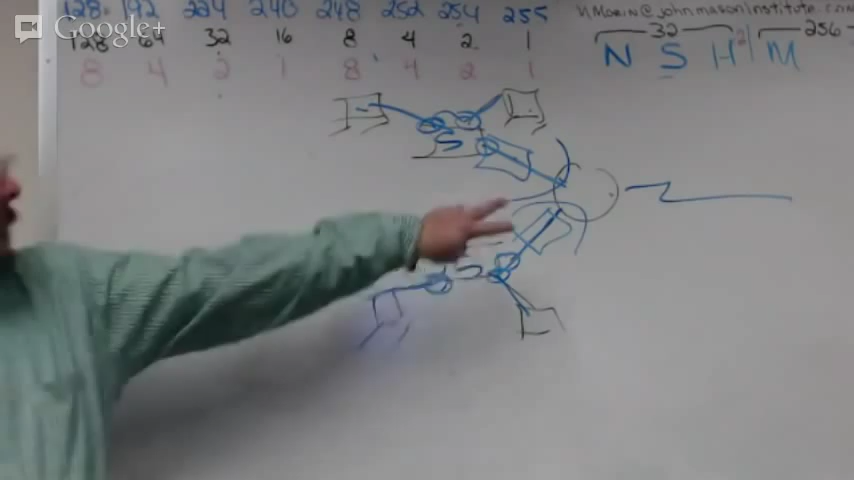 Google+
128 192 224 240 248 252 254 255
128 64 32 16 8 4 2 1
8 4 2 1 8 4 2 1
32 256
N S H M
S